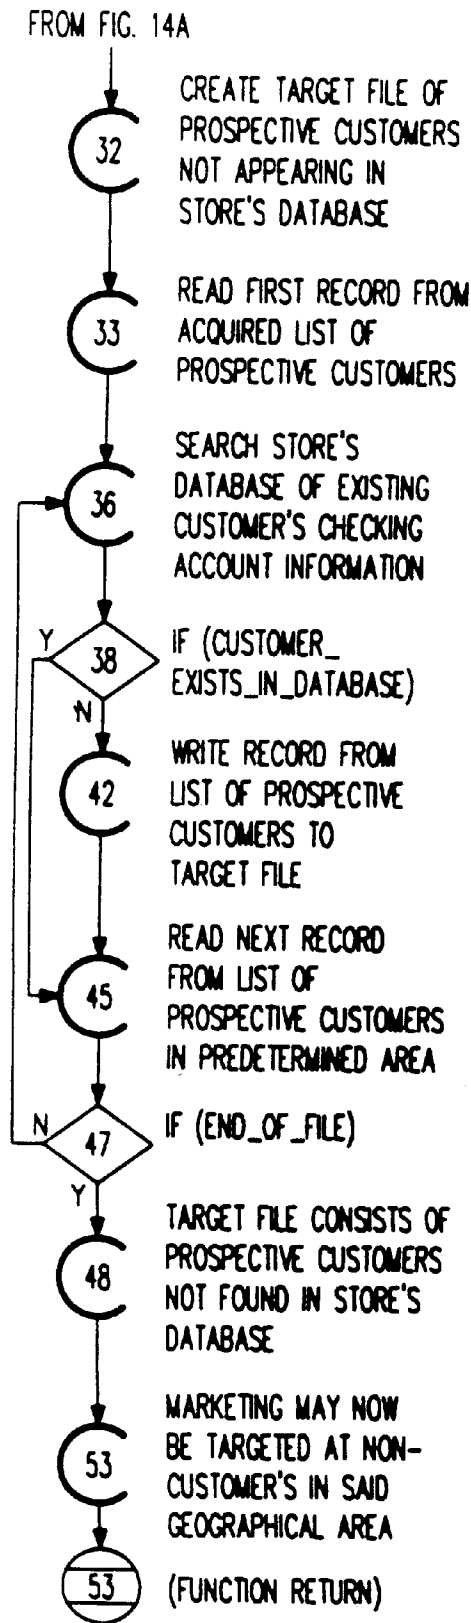 FROM FIG. 14A
32
CREATE TARGET FILE OF
PROSPECTIVE CUSTOMERS
NOT APPEARING IN
STORE'S DATABASE
33
READ FIRST RECORD FROM
ACQUIRED LIST OF
PROSPECTIVE CUSTOMERS
36
SEARCH STORE'S
DATABASE OF EXISTING
CUSTOMER'S CHECKING
ACCOUNT INFORMATION
Y
38
IF (CUSTOMER_
EXISTS_IN_DATABASE)
N
42
WRITE RECORD FROM
LIST OF PROSPECTIVE
CUSTOMERS TO
TARGET FILE
45
READ NEXT RECORD
FROM LIST OF
PROSPECTIVE CUSTOMERS
IN PREDETERMINED AREA
N
47
IF (END_OF_FILE)
Y
48
TARGET FILE CONSISTS OF
PROSPECTIVE CUSTOMERS
NOT FOUND IN STORE'S
DATABASE
53
MARKETING MAY NOW
BE TARGETED AT NON-
CUSTOMER'S IN SAID
GEOGRAPHICAL AREA
53
(FUNCTION RETURN)